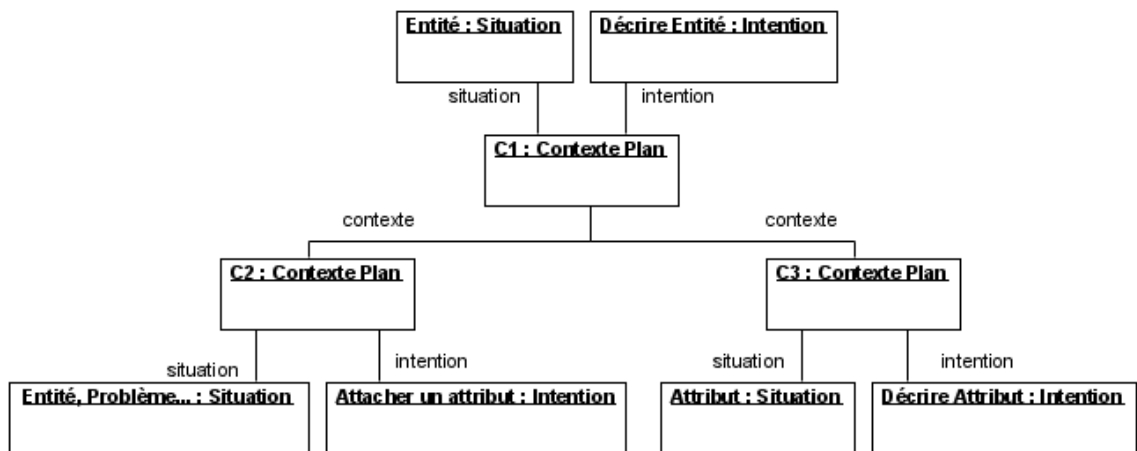 Entité : Situation
Décrire Entité : Intention
situation
intention
C1 : Contexte Plan
contexte
contexte
C2 : Contexte Plan
C3 : Contexte Plan
situation
intention
situation
intention
Entité, Problème... : Situation
Attacher un attribut : Intention
Attribut : Situation
Décrire Attribut : Intention